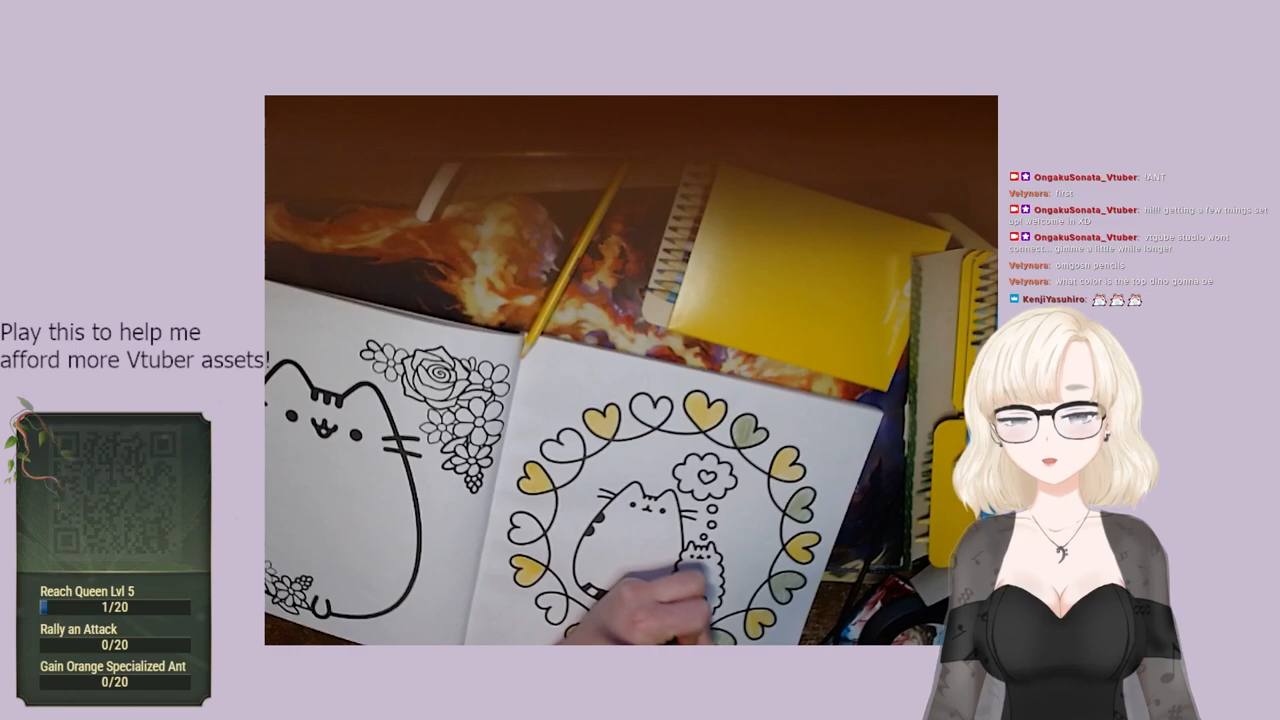 OngakuSonata_Vtuber: !ANT
Velynara: first
OngakuSonata_Vtuber: hi!!! getting a few things set
up! welcome in XD
OngakuSonata_Vtuber: vtgube studio wont
connect... gimme a little while longer
Velynara: omgosh pencils
Velynara: what color is the top dino gonna be
KenjiYasuhiro:
Play this to help me
afford more Vtuber assets!
Reach Queen Lvl 5
1/20
Rally an Attack
0/20
Gain Orange Specialized Ant
0/20